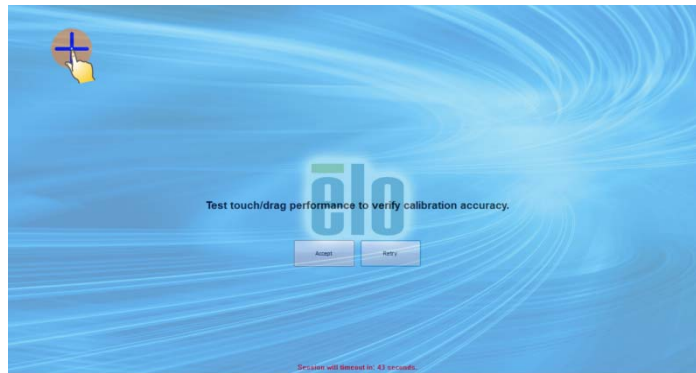 elo
Test touch/drag performance to verify calibration accuracy.
Accept
Retry
Session will timeout in: 43 seconds.